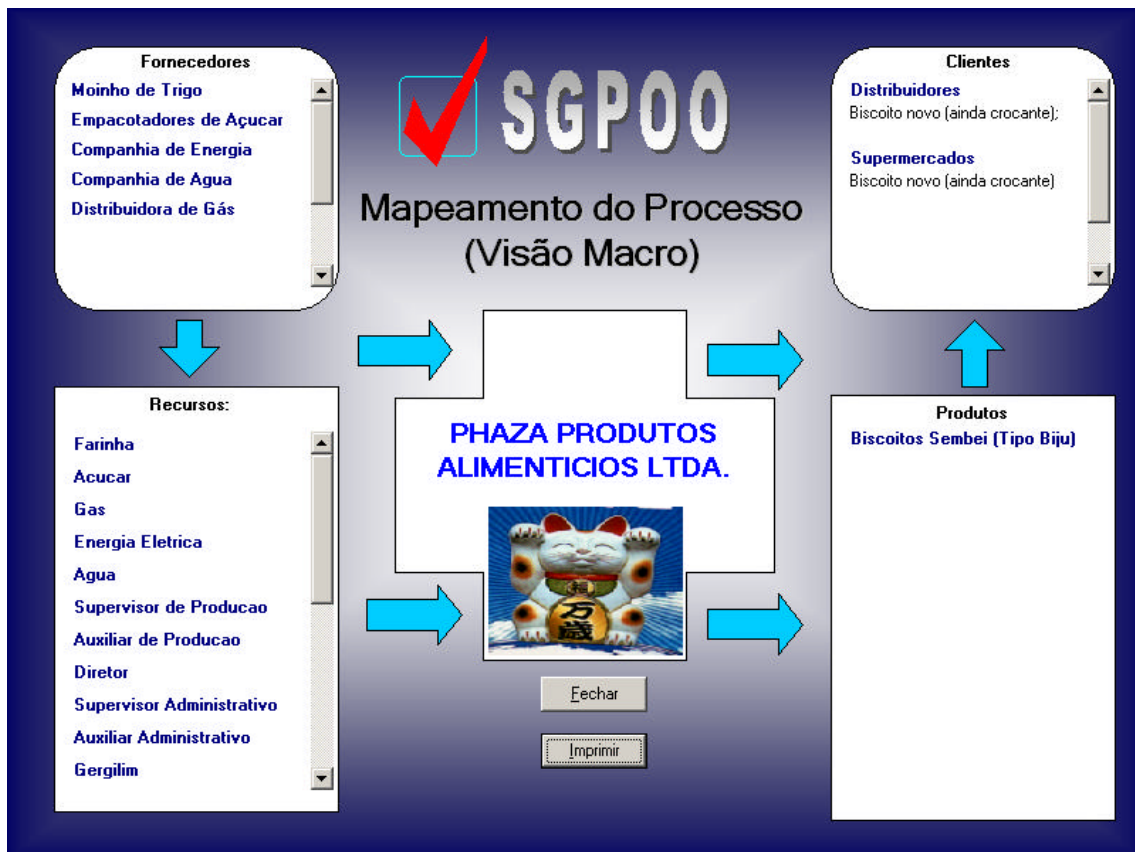 Fornecedores
Moinho de Trigo
Empacotadores de Açucar
Companhia de Energia
Companhia de Agua
Distribuidora de Gás
SGPOO
Mapeamento do Processo
(Visão Macro)
Clientes
Distribuidores
Biscoito novo (ainda crocante);
Supermercados
Biscoito novo (ainda crocante)
Recursos:
Farinha
Acucar
Gas
Energia Eletrica
Agua
Supervisor de Producao
Auxiliar de Producao
Diretor
Supervisor Administrativo
Auxiliar Administrativo
Gergilim
PHAZA PRODUTOS
ALIMENTICIOS LTDA.
福
万
歳
Fechar
Imprimir
Produtos
Biscoitos Sembei (Tipo Biju)